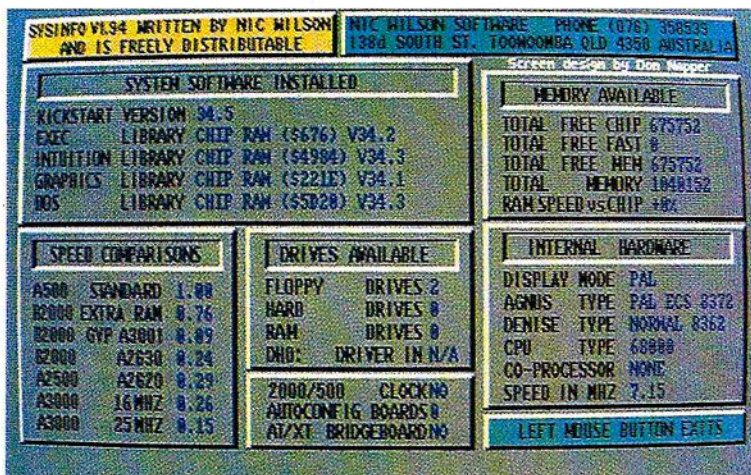 SYSINFO V1.94 WRITTEN BY NIC WILSON
AND IS FREELY DISTRIBUTABLE
NIC WILSON SOFTWARE PHONE (076) 358539
138d SOUTH ST. TOOWOOMBA QLD 4350 AUSTRALIA
Screen design by Don Napper
SYSTEM SOFTWARE INSTALLED
KICKSTART VERSION 34.5
EXEC LIBRARY CHIP RAM ($676) V34.2
INTUITION LIBRARY CHIP RAM ($4984) V34.3
GRAPHICS LIBRARY CHIP RAM ($221E) V34.1
DOS LIBRARY CHIP RAM ($5D20) V34.3
MEMORY AVAILABLE
TOTAL FREE CHIP 675752
TOTAL FREE FAST 0
TOTAL FREE MEM 675752
TOTAL MEMORY 1048152
RAM SPEED vs CHIP +0%
SPEED COMPARISONS
A500 STANDARD 1.00
B2000 EXTRA RAM 0.76
B2000 GVP A3001 0.09
B2000 A2630 0.24
A2500 A2620 0.29
A3000 16MHZ 0.26
A3000 25MHZ 0.15
DRIVES AVAILABLE
FLOPPY DRIVES 2
HARD DRIVES 0
RAM DRIVES 0
DH0: DRIVER IN N/A
2000/500 CLOCK NO
AUTOCONFIG BOARDS 0
AT/XT BRIDGEBOARD NO
INTERNAL HARDWARE
DISPLAY MODE PAL
AGNUS TYPE PAL ECS 8372
DENISE TYPE NORMAL 8362
CPU TYPE 68000
CO-PROCESSOR NONE
SPEED IN MHZ 7.15
LEFT MOUSE BUTTON EXITS